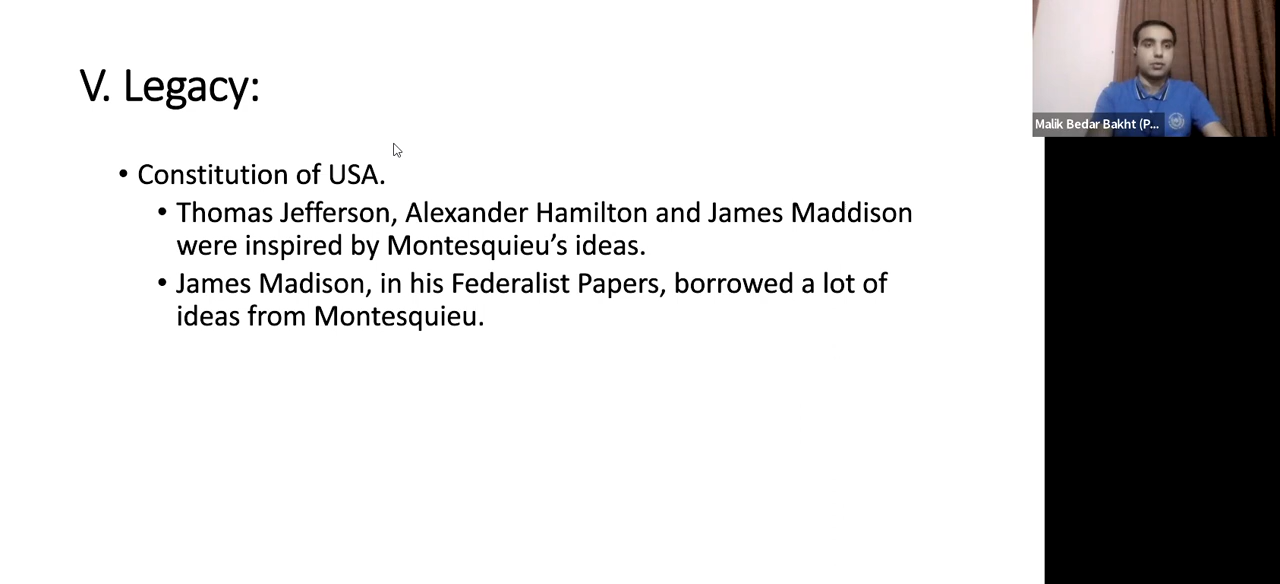 V. Legacy:
• Constitution of USA.
• Thomas Jefferson, Alexander Hamilton and James Maddison
were inspired by Montesquieu’s ideas.
• James Madison, in his Federalist Papers, borrowed a lot of
ideas from Montesquieu.
Malik Bedar Bakht (P...